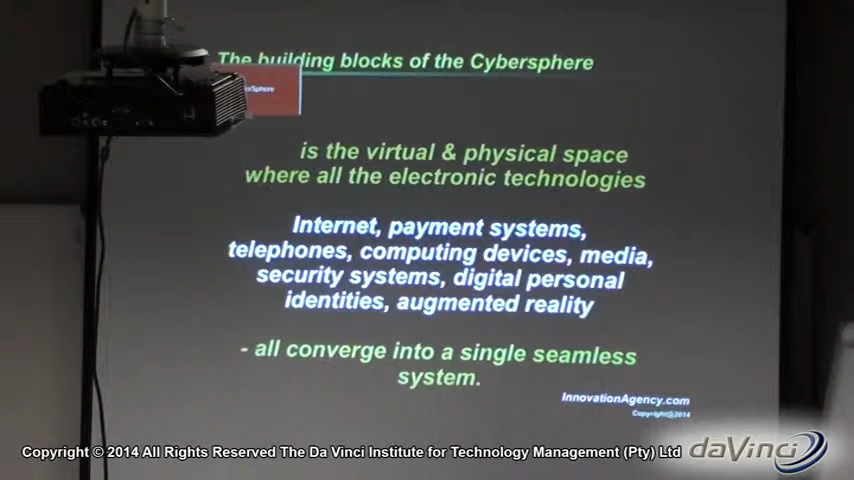 The building blocks of the Cybersphere
is the virtual & physical space
where all the electronic technologies
Internet, payment systems,
telephones, computing devices, media,
security systems, digital personal
identities, augmented reality
- all converge into a single seamless
system.
InnovationAgency.com
Copyright@2014
Copyright © 2014 All Rights Reserved The Da Vinci Institute for Technology Management (Pty) Ltd
daVinci